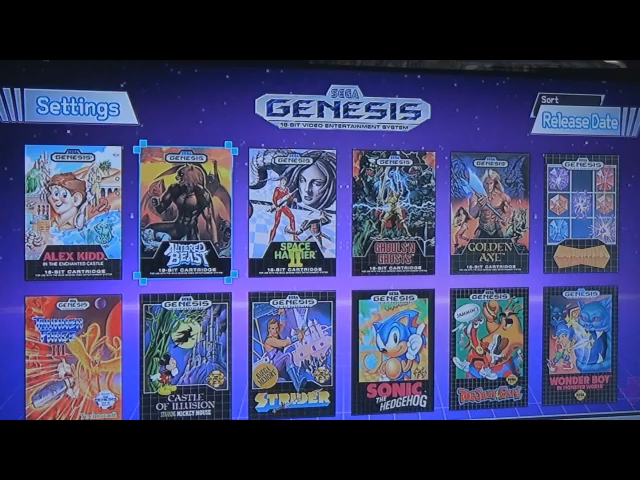 Settings
SEGA
GENESIS
16-BIT VIDEO ENTERTAINMENT SYSTEM
Sort
Release Date
GENESIS
ALEX KIDD
IN THE ENCHANTED CASTLE
16-BIT CARTRIDGE
GENESIS
ALTERED
BEAST
16-BIT CARTRIDGE
GENESIS
SPACE
HARRIER
II
16-BIT CARTRIDGE
GENESIS
GHOULS'N
GHOSTS
16-BIT CARTRIDGE
GENESIS
GOLDEN
AXE
16-BIT CARTRIDGE
GENESIS
GENESIS
THUNDER
FORCE
GENESIS
CASTLE
OF ILLUSION
STARRING MICKEY MOUSE
GENESIS
STRIDER
GENESIS
SONIC
THE
HEDGEHOG
GENESIS
JAMMIN'
GENESIS
WONDER BOY
IN MONSTER WORLD